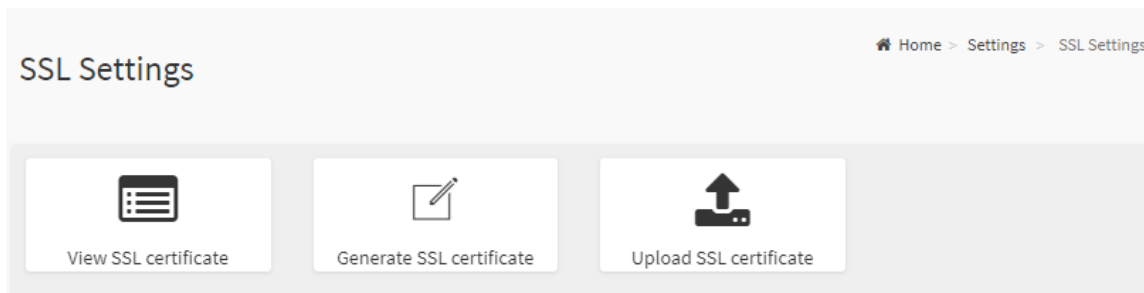 Home > Settings > SSL Settings
SSL Settings
View SSL certificate
Generate SSL certificate
Upload SSL certificate